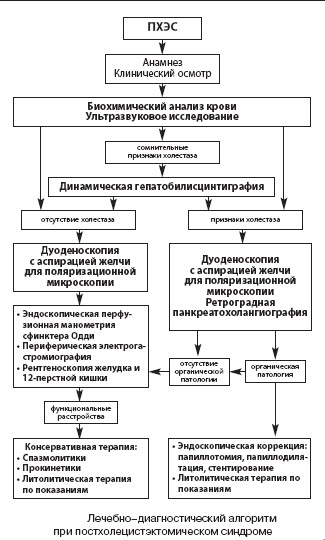 ПХЭС
Анамнез
Клинический осмотр
Биохимический анализ крови
Ультразвуковое исследование
сомнительные
признаки холестаза
Динамическая гепатобилисцинтиграфия
отсутствие холестаза
признаки холестаза
Дуоденоскопия
с аспирацией желчи
для поляризационной
микроскопии
Дуоденоскопия
с аспирацией желчи
для поляризационной
микроскопии
Ретроградная
панкреатохолангиография
• Эндоскопическая перфу-
зионная манометрия
сфинктера Одди
• Периферическая электрога-
стромиография
• Рентгеноскопия желудка и
12-перстной кишки
отсутствие
органической
патологии
органическая
патология
функциональные
расстройства
Консервативная терапия:
• Спазмолитики
• Прокинетики
• Литолитическая терапия
по показаниям
• Эндоскопическая коррекция:
папиллотомия, папиллодиля-
тация, стентирование
• Литолитическая терапия по
показаниям
Лечебно–диагностический алгоритм
при постхолецистэктомическом синдроме